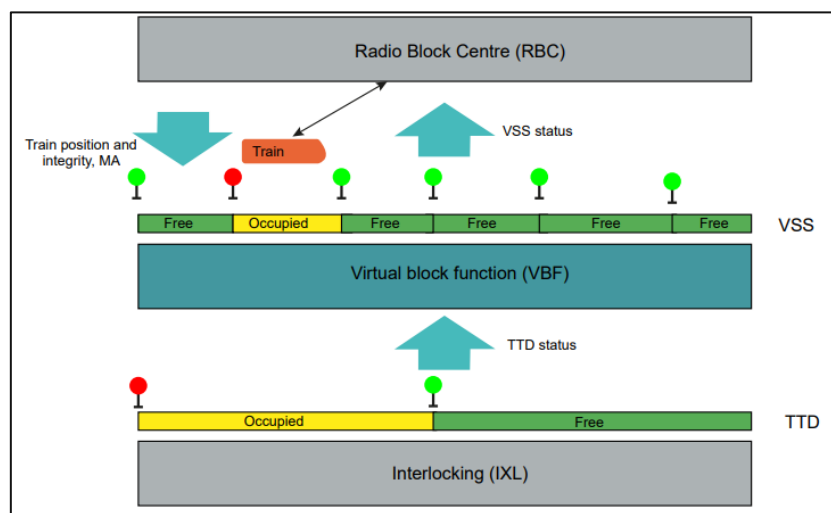 Radio Block Centre (RBC)
Train position and
integrity, MA
Train
VSS status
Free
Occupied
Free
Free
Free
Free
VSS
Virtual block function (VBF)
TTD status
Occupied
Free
TTD
Interlocking (IXL)